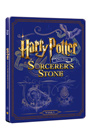 Harry Potter
AND THE
SORCERER'S STONE